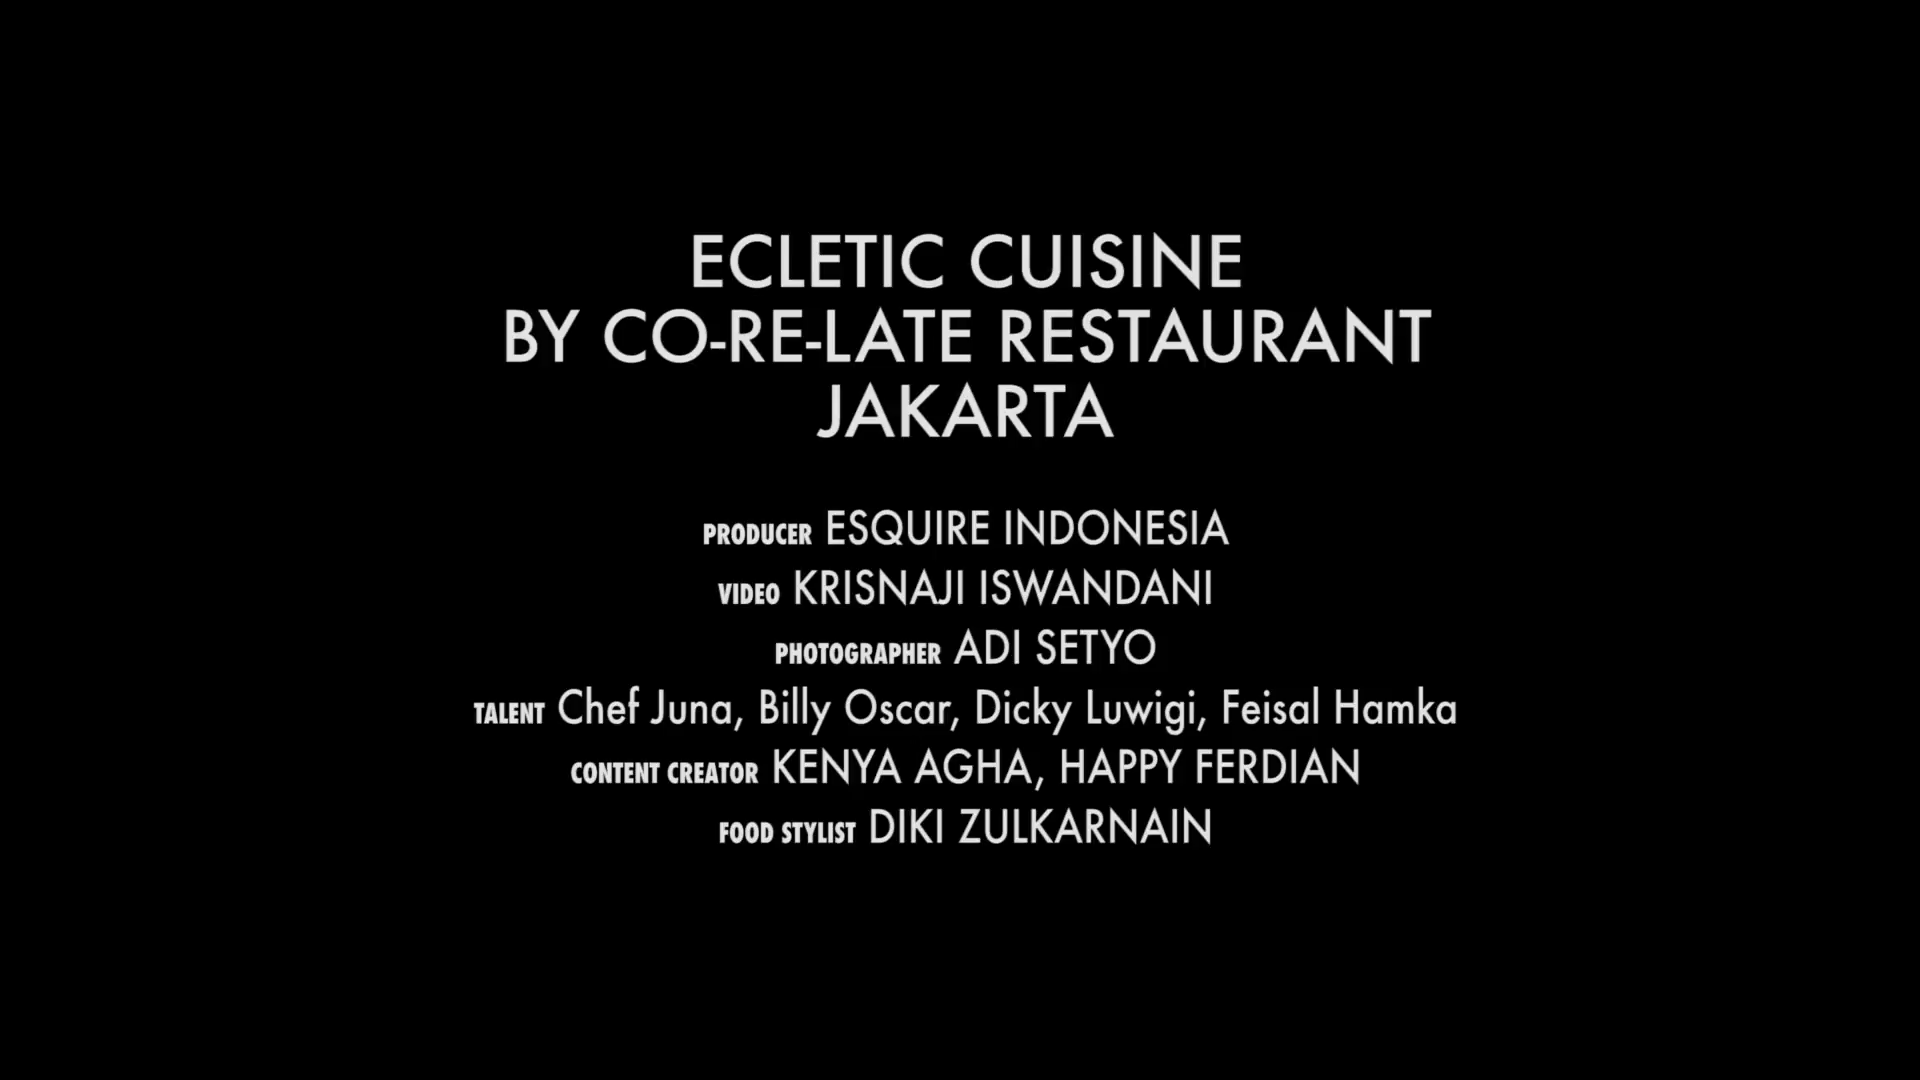 ECLETIC CUISINE
BY CO-RE-LATE RESTAURANT
JAKARTA
PRODUCER ESQUIRE INDONESIA
VIDEO KRISNAJI ISWANDANI
PHOTOGRAPHER ADI SETYO
TALENT Chef Juna, Billy Oscar, Dicky Luwigi, Feisal Hamka
CONTENT CREATOR KENYA AGHA, HAPPY FERDIAN
FOOD STYLIST DIKI ZULKARNAIN